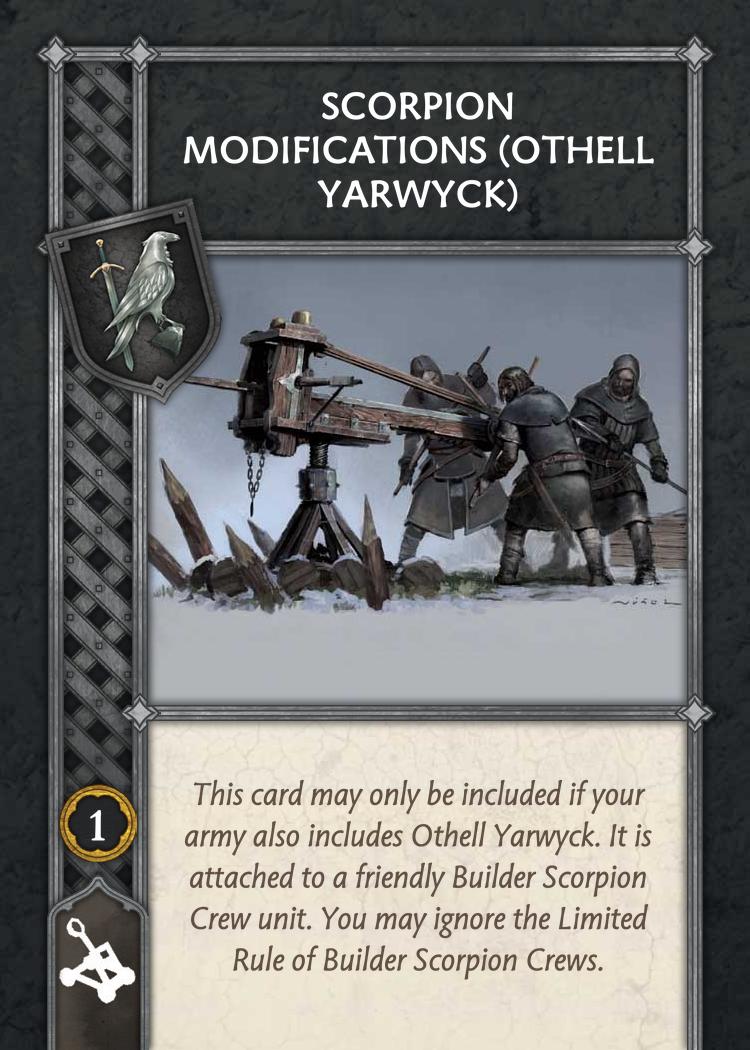 SCORPION
MODIFICATIONS (OTHELL
YARWYCK)
1
This card may only be included if your
army also includes Othell Yarwyck. It is
attached to a friendly Builder Scorpion
Crew unit. You may ignore the Limited
Rule of Builder Scorpion Crews.